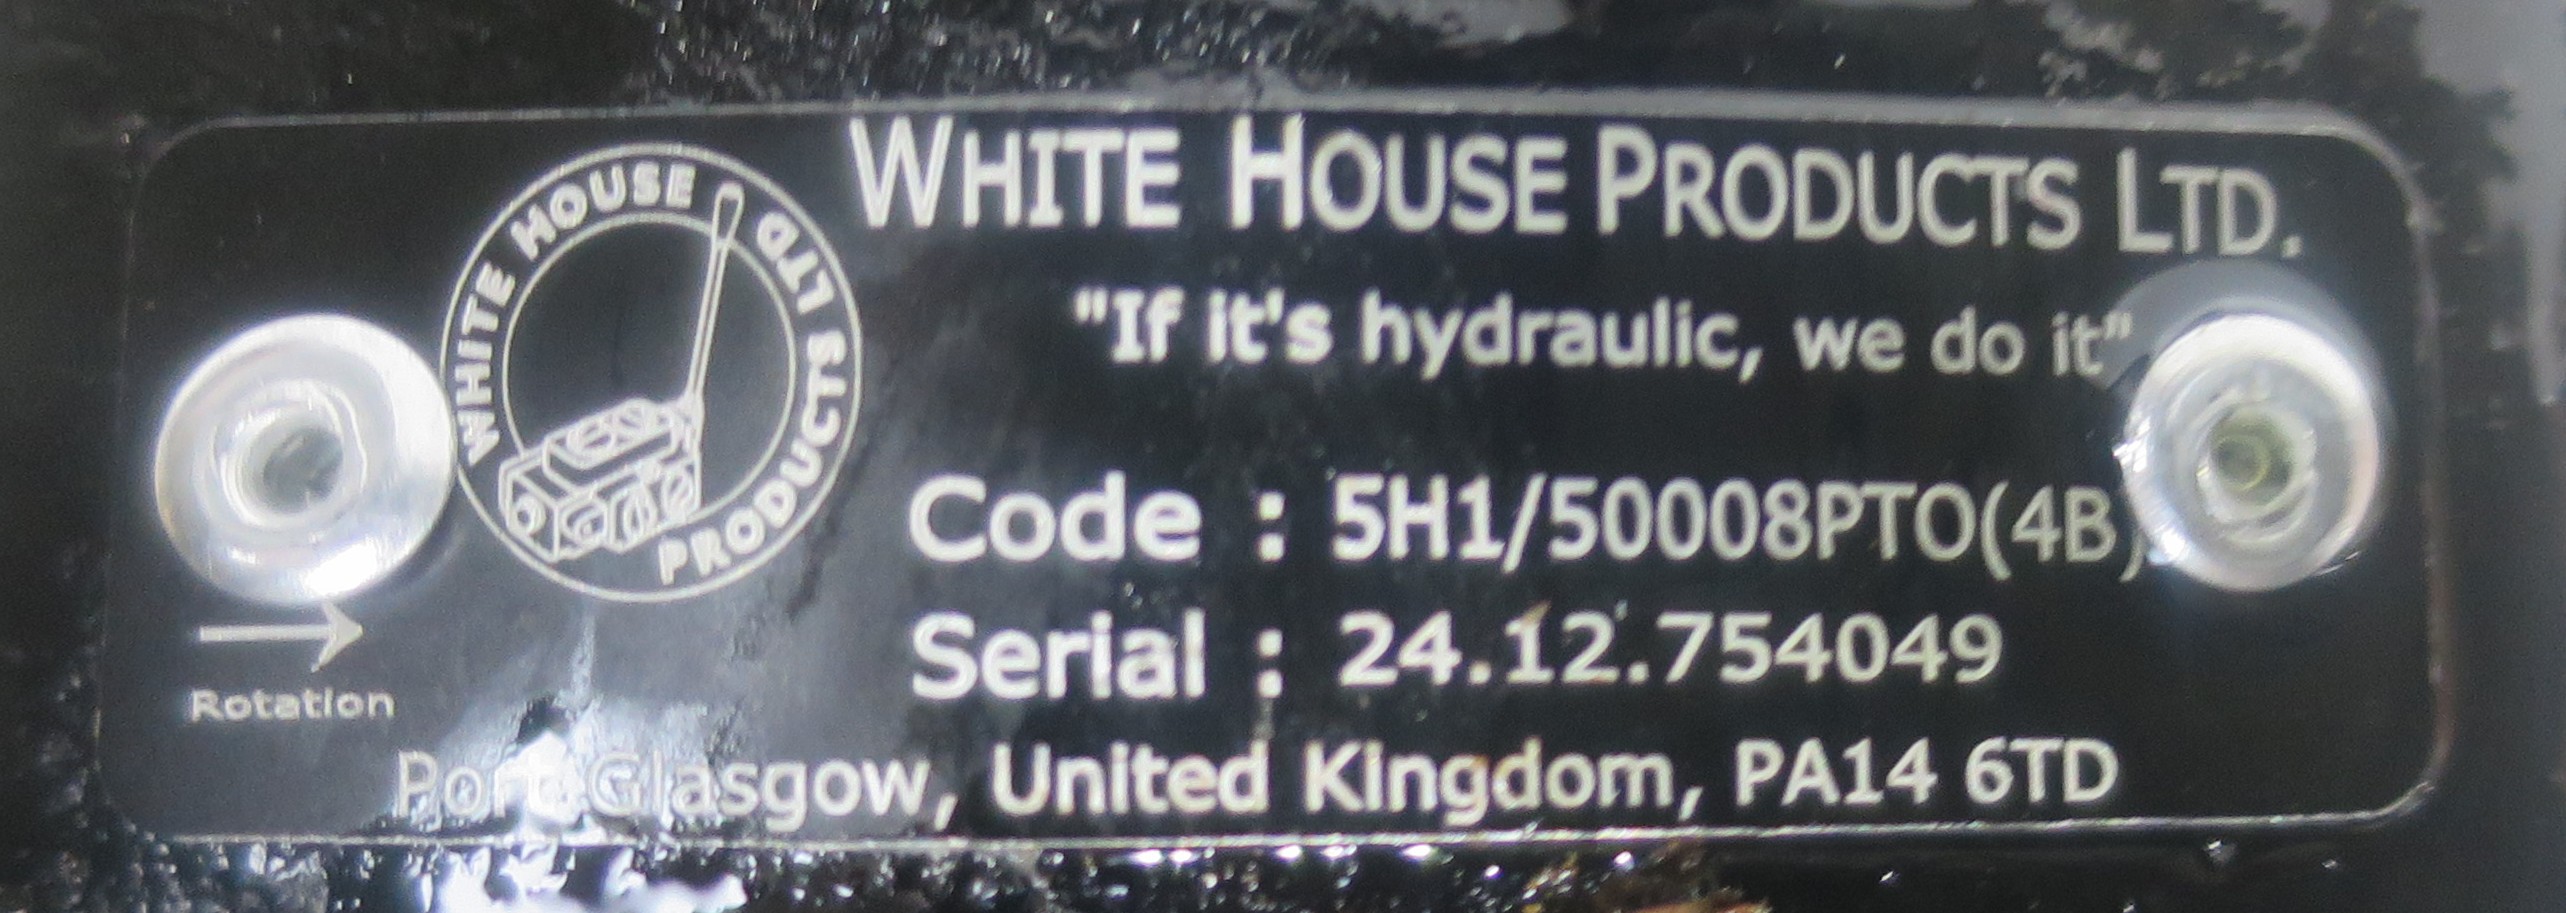 WHITE HOUSE PRODUCTS LTD.
WHITE HOUSE PRODUCTS LTD
"If it's hydraulic, we do it"
Code : 5H1/50008PTO(4B)
Serial : 24.12.754049
Rotation
Port Glasgow, United Kingdom, PA14 6TD